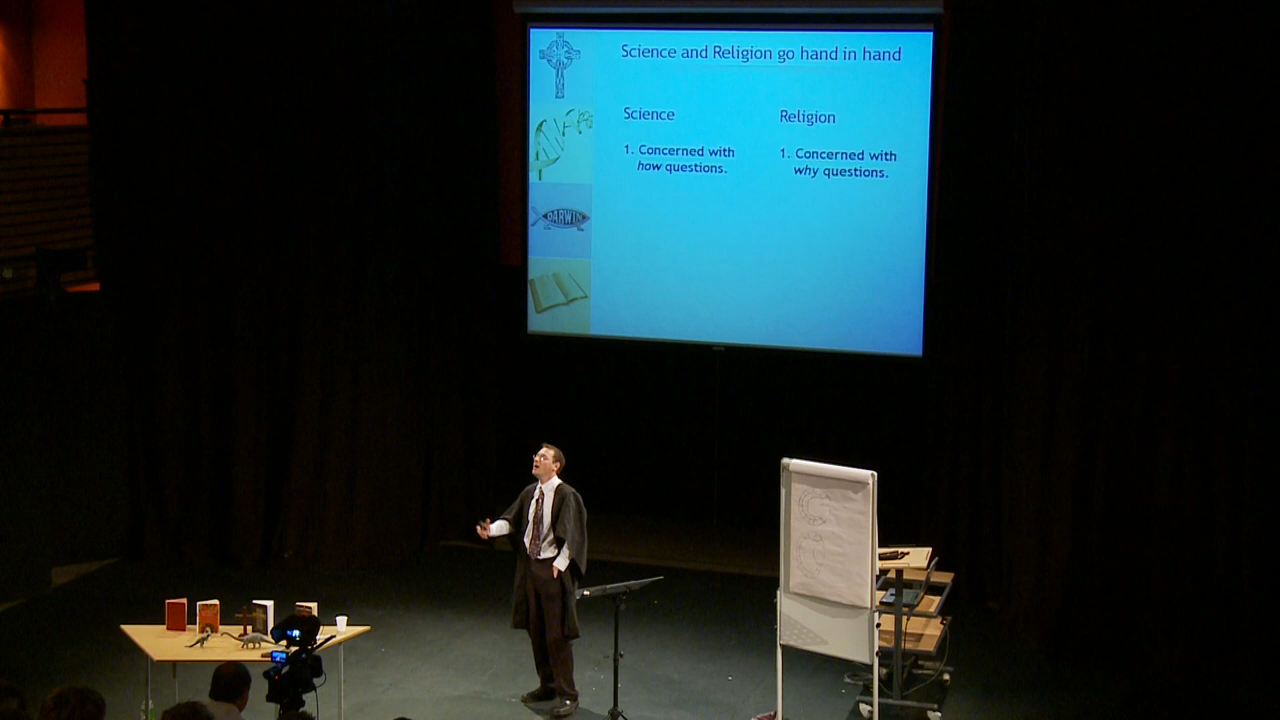 Science and Religion go hand in hand
Science
Religion
1. Concerned with
how questions.
1. Concerned with
why questions.
DARWIN